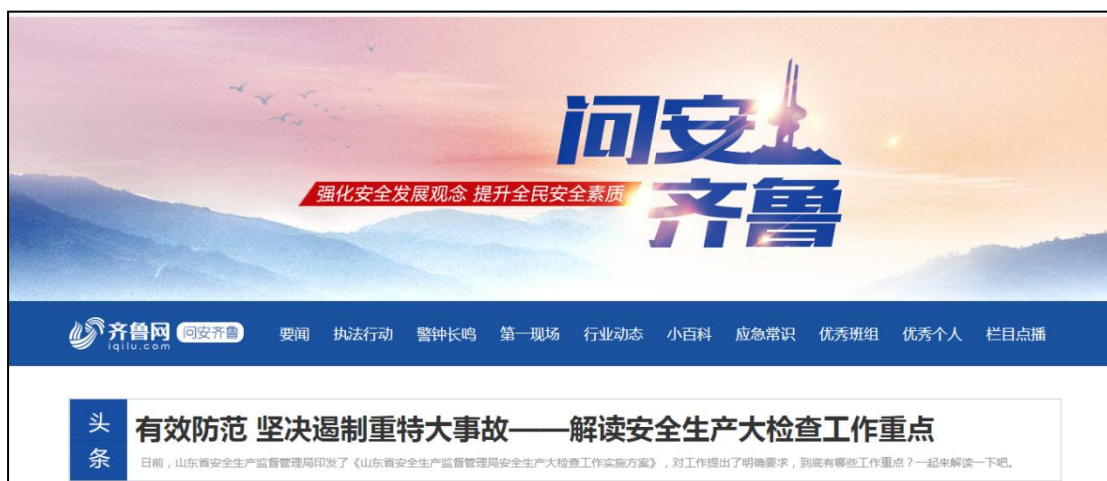 问安
强化安全发展观念 提升全民安全素质
齐鲁
齐鲁网 问安齐鲁 要闻 执法行动 警钟长鸣 第一现场 行业动态 小百科 应急常识 优秀班组 优秀个人 栏目点播
iqilu.com
头条
有效防范 坚决遏制重特大事故——解读安全生产大检查工作重点
日前，山东省安全生产监督管理局印发了《山东省安全生产监督管理局安全生产大检查工作实施方案》，对工作提出了明确要求，到底有哪些工作重点？一起来解读一下吧。